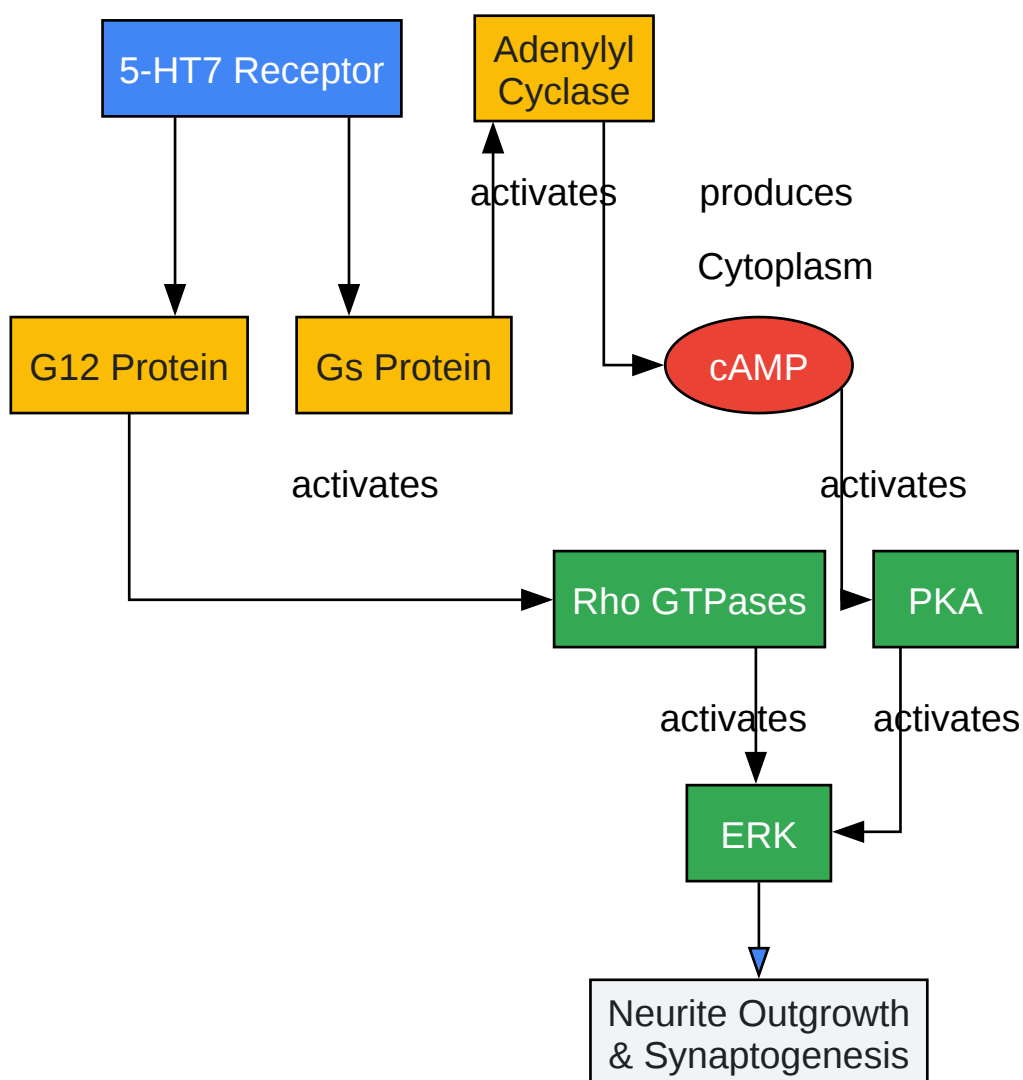 5-HT7 Receptor
Adenylyl
Cyclase
activates
produces
Cytoplasm
G12 Protein
Gs Protein
cAMP
activates
activates
Rho GTPases
PKA
activates
activates
ERK
Neurite Outgrowth
& Synaptogenesis